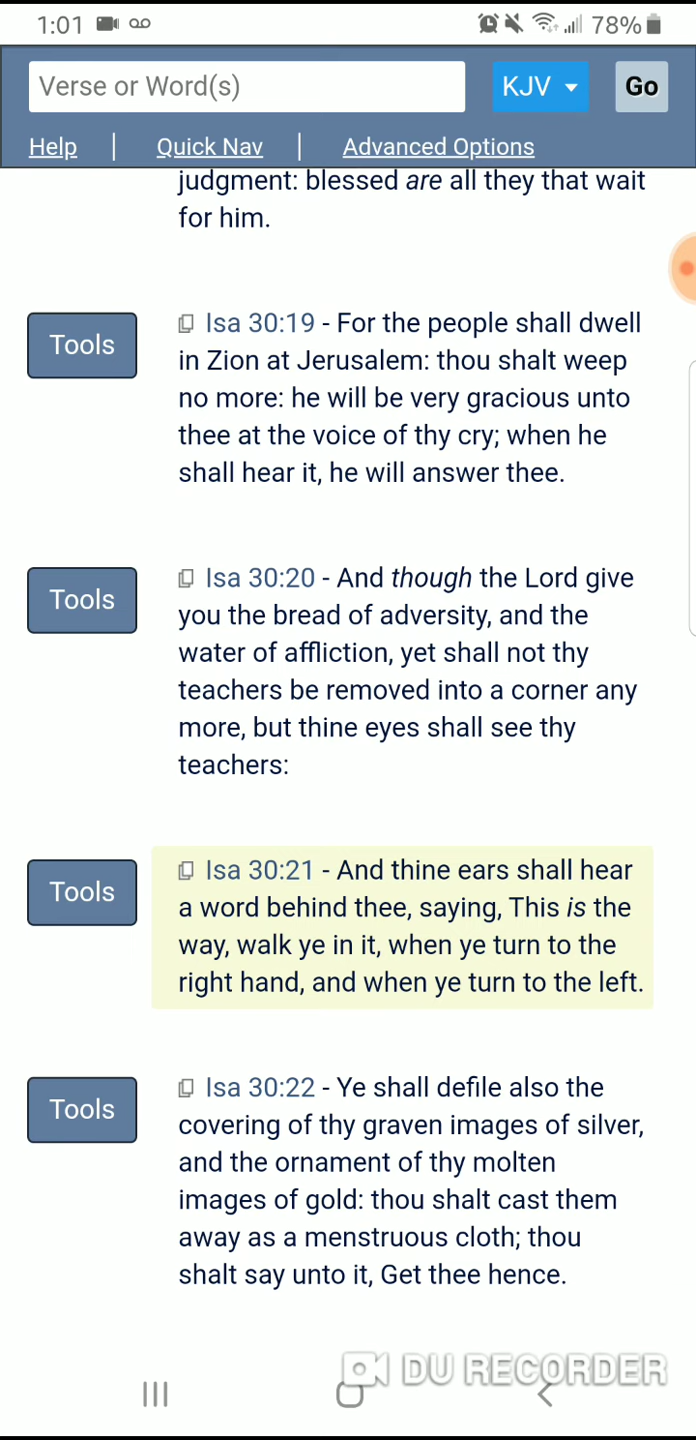 1:01 78%
Verse or Word(s) KJV Go
Help | Quick Nav | Advanced Options
judgment: blessed are all they that wait
for him.
Tools
Isa 30:19 - For the people shall dwell
in Zion at Jerusalem: thou shalt weep
no more: he will be very gracious unto
thee at the voice of thy cry; when he
shall hear it, he will answer thee.
Tools
Isa 30:20 - And though the Lord give
you the bread of adversity, and the
water of affliction, yet shall not thy
teachers be removed into a corner any
more, but thine eyes shall see thy
teachers:
Tools
Isa 30:21 - And thine ears shall hear
a word behind thee, saying, This is the
way, walk ye in it, when ye turn to the
right hand, and when ye turn to the left.
Tools
Isa 30:22 - Ye shall defile also the
covering of thy graven images of silver,
and the ornament of thy molten
images of gold: thou shalt cast them
away as a menstruous cloth; thou
shalt say unto it, Get thee hence.
DU RECORDER